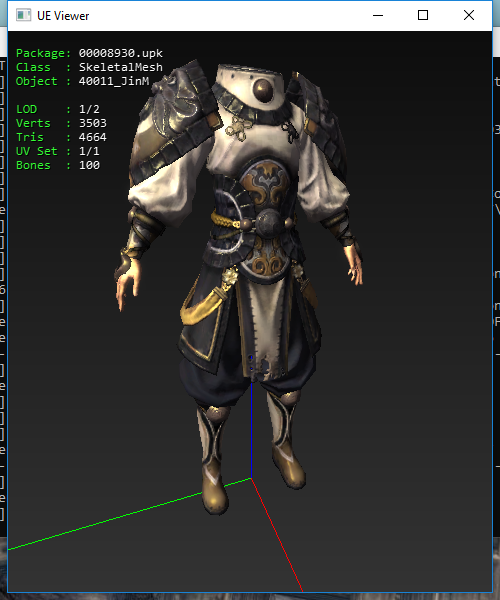 UE Viewer
Package: 00008930.upk
Class : SkeletalMesh
Object : 40011_JinM
LOD : 1/2
Verts : 3503
Tris : 4664
UV Set : 1/1
Bones : 100